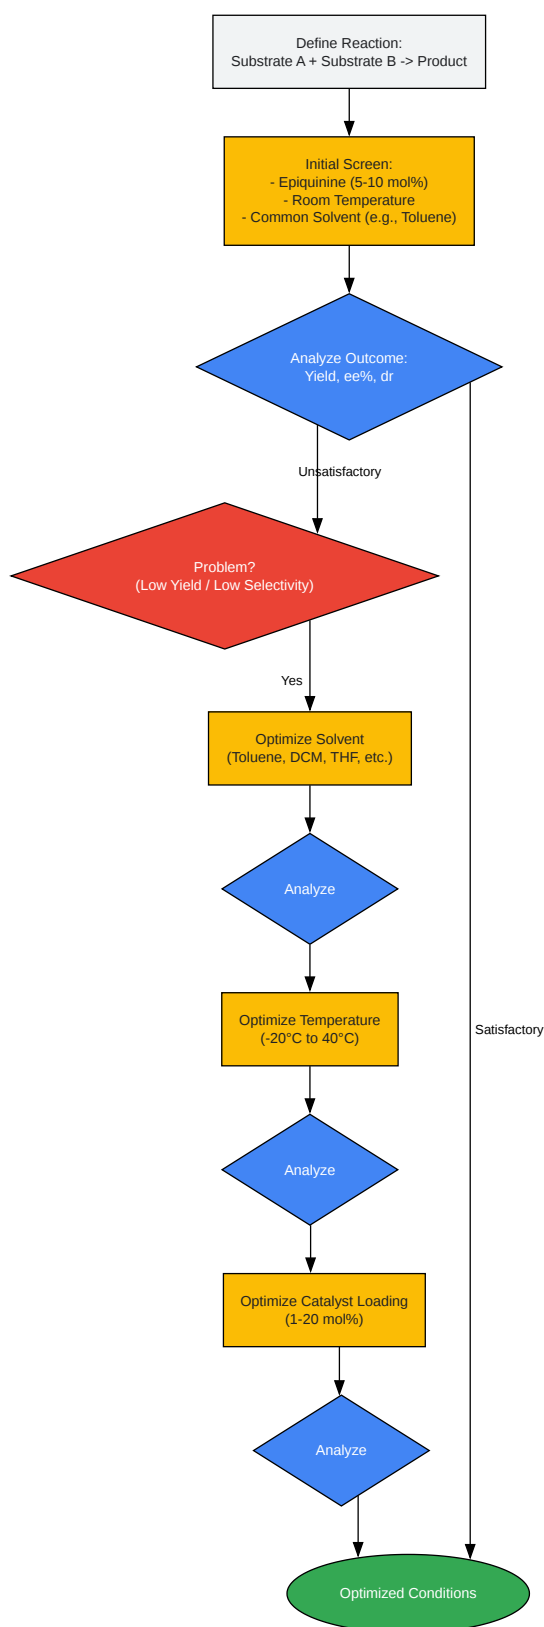 Define Reaction:
Substrate A + Substrate B -> Product
Initial Screen:
- Epiquinine (5-10 mol%)
- Room Temperature
- Common Solvent (e.g., Toluene)
Analyze Outcome:
Yield, ee%, dr
Unsatisfactory
Problem?
(Low Yield / Low Selectivity)
Yes
Optimize Solvent
(Toluene, DCM, THF, etc.)
Analyze
Optimize Temperature
(-20°C to 40°C)
Satisfactory
Analyze
Optimize Catalyst Loading
(1-20 mol%)
Analyze
Optimized Conditions